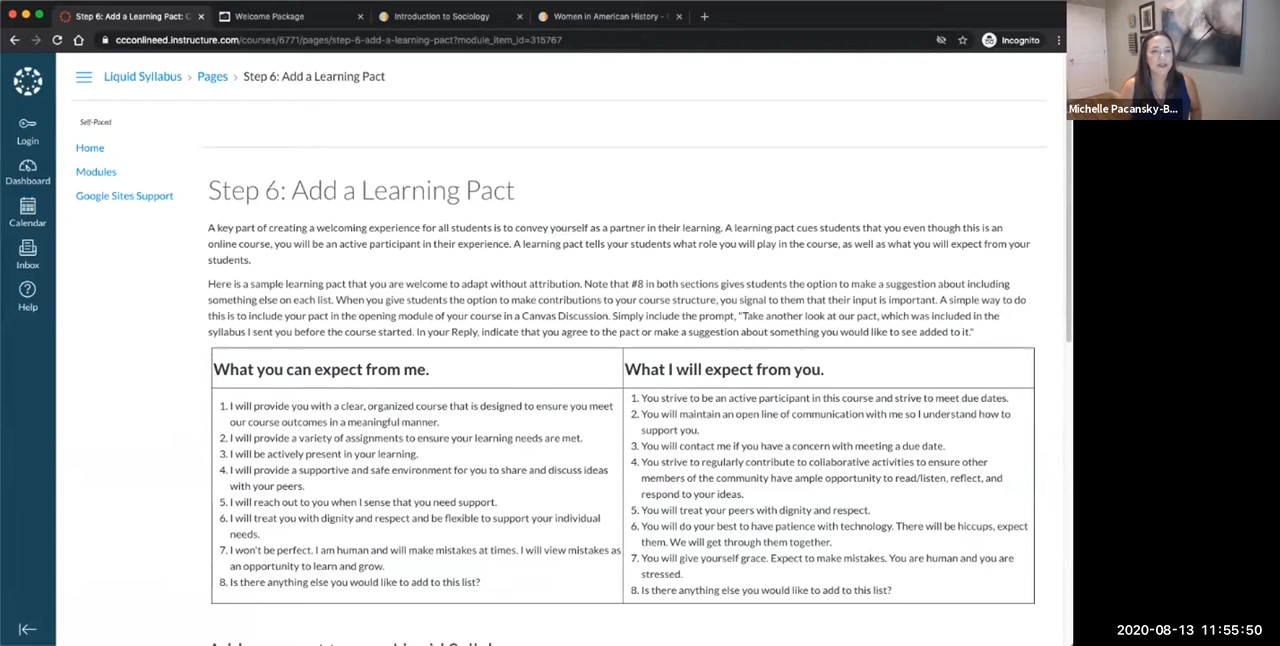 Step 6: Add a Learning Pact: C
Welcome Package
Introduction to Sociology
Women in American History -
ccconlineed.instructure.com/courses/6771/pages/step-6-add-a-learning-pact?module_item_id=315767
Incognito
Michelle Pacansky-B...
Liquid Syllabus › Pages › Step 6: Add a Learning Pact
Self-Paced
Login
Dashboard
Calendar
Inbox
Help
Home
Modules
Google Sites Support
Step 6: Add a Learning Pact
A key part of creating a welcoming experience for all students is to convey yourself as a partner in their learning. A learning pact cues students that you even though this is an
online course, you will be an active participant in their experience. A learning pact tells your students what role you will play in the course, as well as what you will expect from your
students.
Here is a sample learning pact that you are welcome to adapt without attribution. Note that #8 in both sections gives students the option to make a suggestion about including
something else on each list. When you give students the option to make contributions to your course structure, you signal to them that their input is important. A simple way to do
this is to include your pact in the opening module of your course in a Canvas Discussion. Simply include the prompt, "Take another look at our pact, which was included in the
syllabus I sent you before the course started. In your Reply, indicate that you agree to the pact or make a suggestion about something you would like to see added to it."
What you can expect from me.
1. I will provide you with a clear, organized course that is designed to ensure you meet
our course outcomes in a meaningful manner.
2. I will provide a variety of assignments to ensure your learning needs are met.
3. I will be actively present in your learning.
4. I will provide a supportive and safe environment for you to share and discuss ideas
with your peers.
5. I will reach out to you when I sense that you need support.
6. I will treat you with dignity and respect and be flexible to support your individual
needs.
7. I won't be perfect. I am human and will make mistakes at times. I will view mistakes as
an opportunity to learn and grow.
8. Is there anything else you would like to add to this list?
What I will expect from you.
1. You strive to be an active participant in this course and strive to meet due dates.
2. You will maintain an open line of communication with me so I understand how to
support you.
3. You will contact me if you have a concern with meeting a due date.
4. You strive to regularly contribute to collaborative activities to ensure other
members of the community have ample opportunity to read/listen, reflect, and
respond to your ideas.
5. You will treat your peers with dignity and respect.
6. You will do your best to have patience with technology. There will be hiccups, expect
them. We will get through them together.
7. You will give yourself grace. Expect to make mistakes. You are human and you are
stressed.
8. Is there anything else you would like to add to this list?
2020-08-13 11:55:50